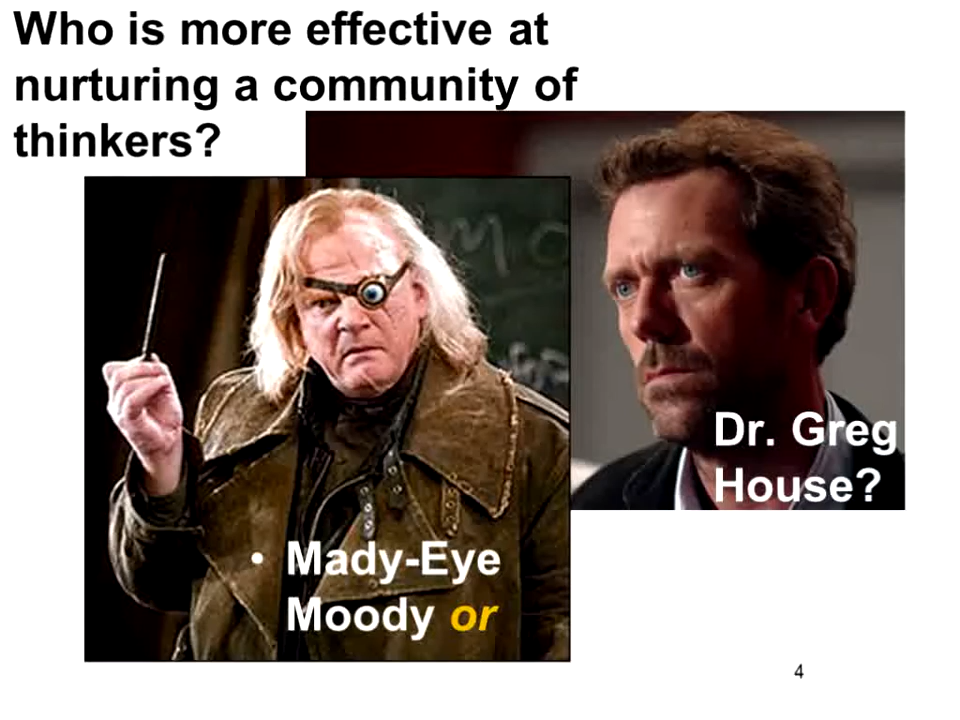 Who is more effective at
nurturing a community of
thinkers?
• Mady-Eye
Moody or
Dr. Greg
House?
4